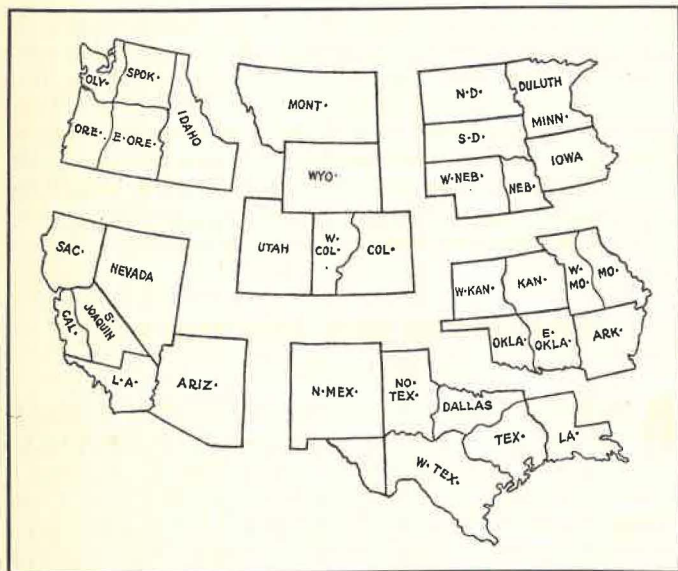 OLY.
SPOK.
ORE.
E.ORE.
IDAHO
MONT.
WYO.
UTAH
W.
COL.
COL.
N.D.
DULUTH
MINN.
S.D.
W.NEB.
NEB.
IOWA
SAC.
NEVADA
CAL.
S.
JOAQUIN
L.A.
ARIZ.
W.KAN.
KAN.
W.
MO.
MO.
OKLA.
E.
OKLA.
ARK.
N.MEX.
NO.
TEX.
DALLAS
W.TEX.
TEX.
LA.